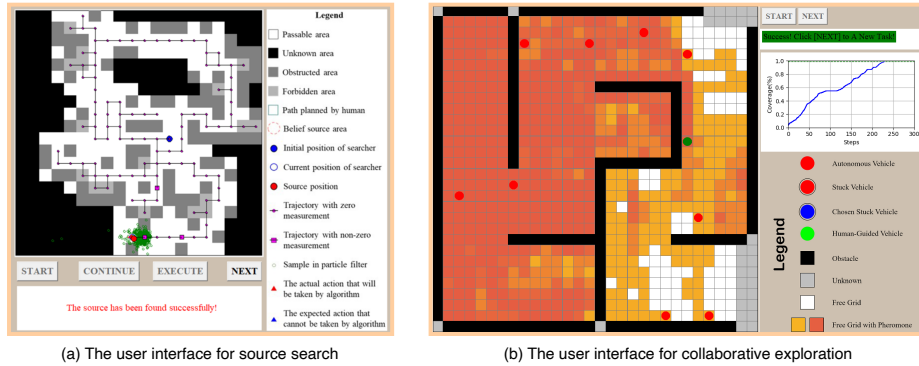 Legend
Passable area
Unknown area
Obstructed area
Forbidden area
Path planned by human
Belief source area
Initial position of searcher
Current position of searcher
Source position
Trajectory with zero
measurement
Trajectory with non-zero
measurement
Sample in particle filter
The actual action that will
be taken by algorithm
The expected action that
cannot be taken by algorithm
START
CONTINUE
EXECUTE
NEXT
The source has been found successfully!
(a) The user interface for source search
START
NEXT
Success! Click [NEXT] to A New Task!
Coverage(%)
1.0
0.8
0.6
0.4
0.2
0.0
0 50 100 150 200 250 300
Steps
Legend
Autonomous Vehicle
Stuck Vehicle
Chosen Stuck Vehicle
Human-Guided Vehicle
Obstacle
Unknown
Free Grid
Free Grid with Pheromone
(b) The user interface for collaborative exploration